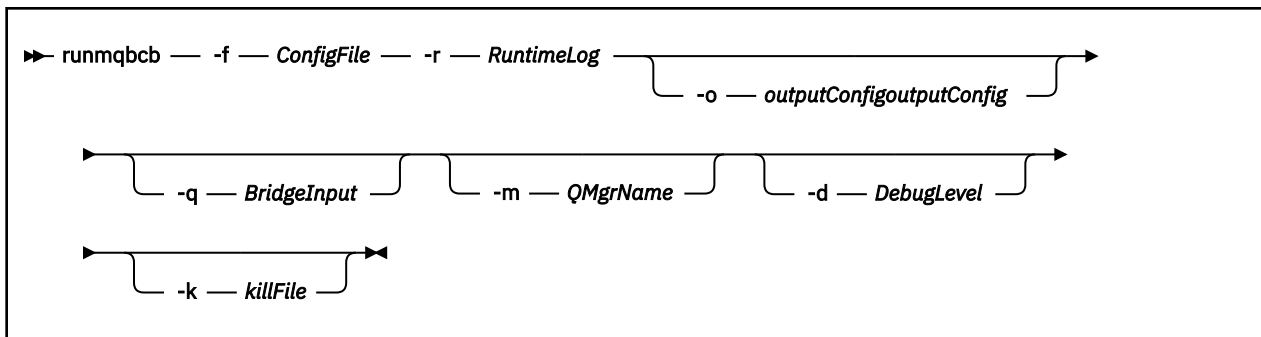 runmqbcb -f ConfigFile -r RuntimeLog
-o outputConfigoutputConfig
-q BridgeInput -m QMgrName -d DebugLevel
-k killFile